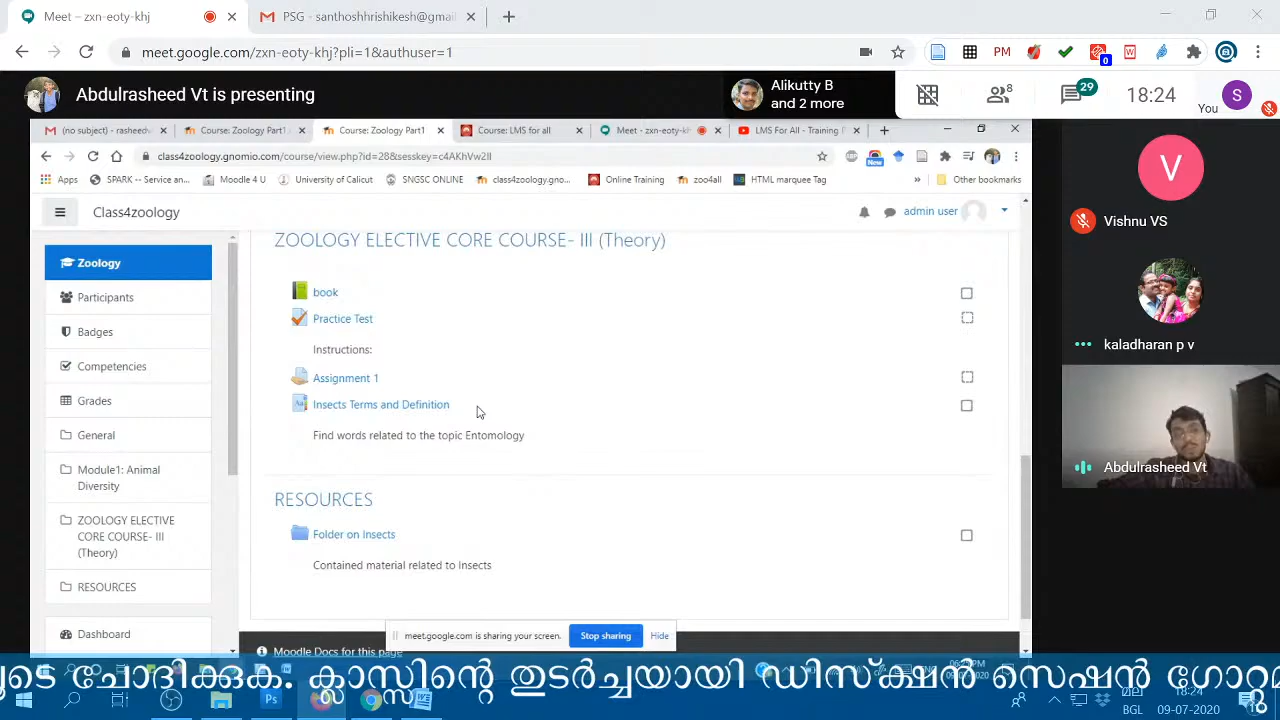 Meet – zxn-eoty-khj
PSG - santhoshhrishikesh@gmai
meet.google.com/zxn-eoty-khj?pli=1&authuser=1
PM
0
Abdulrasheed Vt is presenting
Alikutty B
and 2 more
8
29
18:24
You
S
(no subject) - rasheed
Course: Zoology Part1
Course: Zoology Part1
Course: LMS for all
Meet - zxn-eoty-kh
LMS For All - Training P
class4zoology.gnomio.com/course/view.php?id=28&sesskey=c4AKhVw2lI
New
Apps
SPARK -- Service an...
Moodle 4 U
University of Calicut
SNGSC ONLINE
class4zoology.gno...
Online Training
zoo4all
HTML marquee Tag
»
Other bookmarks
Class4zoology
admin user
Zoology
Participants
Badges
Competencies
Grades
General
Module1: Animal
Diversity
ZOOLOGY ELECTIVE
CORE COURSE- III
(Theory)
RESOURCES
Dashboard
ZOOLOGY ELECTIVE CORE COURSE- III (Theory)
book
Practice Test
Instructions:
Assignment 1
Insects Terms and Definition
Find words related to the topic Entomology
RESOURCES
Folder on Insects
Contained material related to Insects
meet.google.com is sharing your screen.
Stop sharing
Hide
Moodle Docs for this page
V
Vishnu VS
kaladharan p v
Abdulrasheed Vt
ചോദിക്കുക. ക്ലാസ്സിന്റെ തുടർച്ചയായി ഡിസ്ക്ഷൻ സെഷൻ
18:24
BGL
09-07-2020